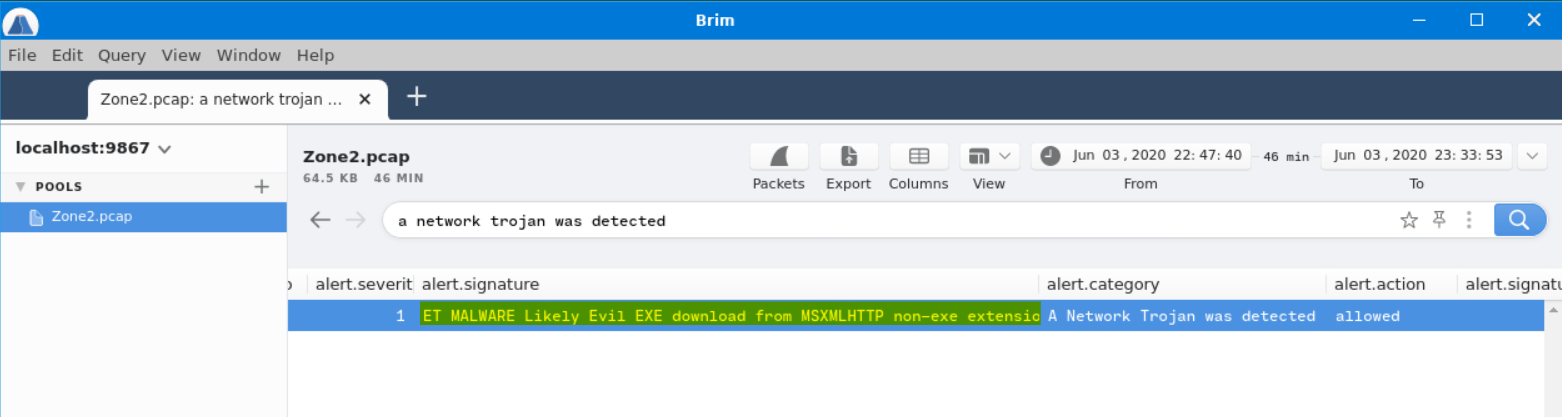 Brim
File Edit Query View Window Help
Zone2.pcap: a network trojan ...
localhost:9867
POOLS
Zone2.pcap
Zone2.pcap
64.5 KB 46 MIN
Packets Export Columns View
Jun 03, 2020 22:47:40 46 min Jun 03, 2020 23:33:53
From To
a network trojan was detected
alert.severit alert.signature alert.category alert.action alert.signatu
1 ET MALWARE Likely Evil EXE download from MSXMLHTTP non-exe extensio A Network Trojan was detected allowed